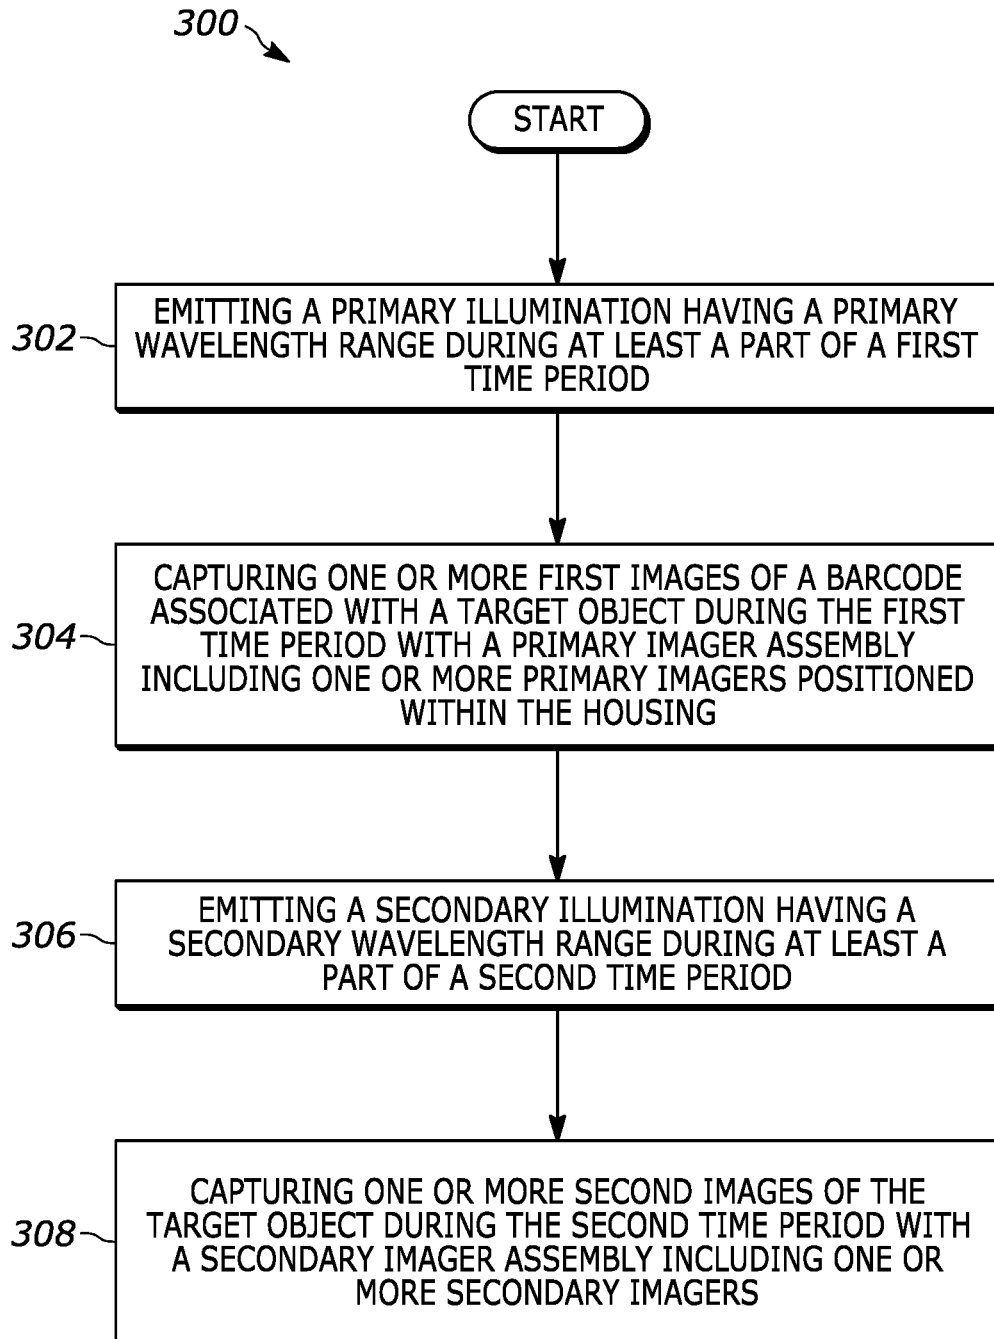 300
START
302
EMITTING A PRIMARY ILLUMINATION HAVING A PRIMARY
WAVELENGTH RANGE DURING AT LEAST A PART OF A FIRST
TIME PERIOD
304
CAPTURING ONE OR MORE FIRST IMAGES OF A BARCODE
ASSOCIATED WITH A TARGET OBJECT DURING THE FIRST
TIME PERIOD WITH A PRIMARY IMAGER ASSEMBLY
INCLUDING ONE OR MORE PRIMARY IMAGERS POSITIONED
WITHIN THE HOUSING
306
EMITTING A SECONDARY ILLUMINATION HAVING A
SECONDARY WAVELENGTH RANGE DURING AT LEAST A
PART OF A SECOND TIME PERIOD
308
CAPTURING ONE OR MORE SECOND IMAGES OF THE
TARGET OBJECT DURING THE SECOND TIME PERIOD WITH
A SECONDARY IMAGER ASSEMBLY INCLUDING ONE OR
MORE SECONDARY IMAGERS